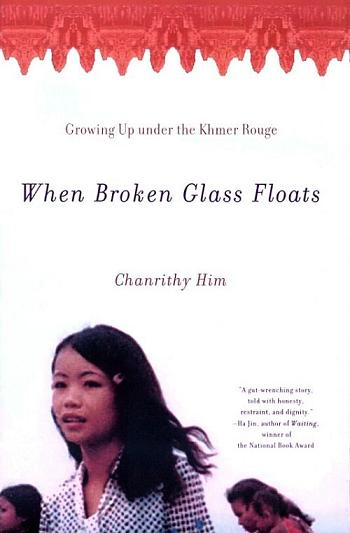 Growing Up under the Khmer Rouge
When Broken Glass Floats
Chanrithy Him
"A gut-wrenching story,
told with honesty,
restraint, and dignity."
—Ha Jin, author of Waiting,
winner of
the National Book Award